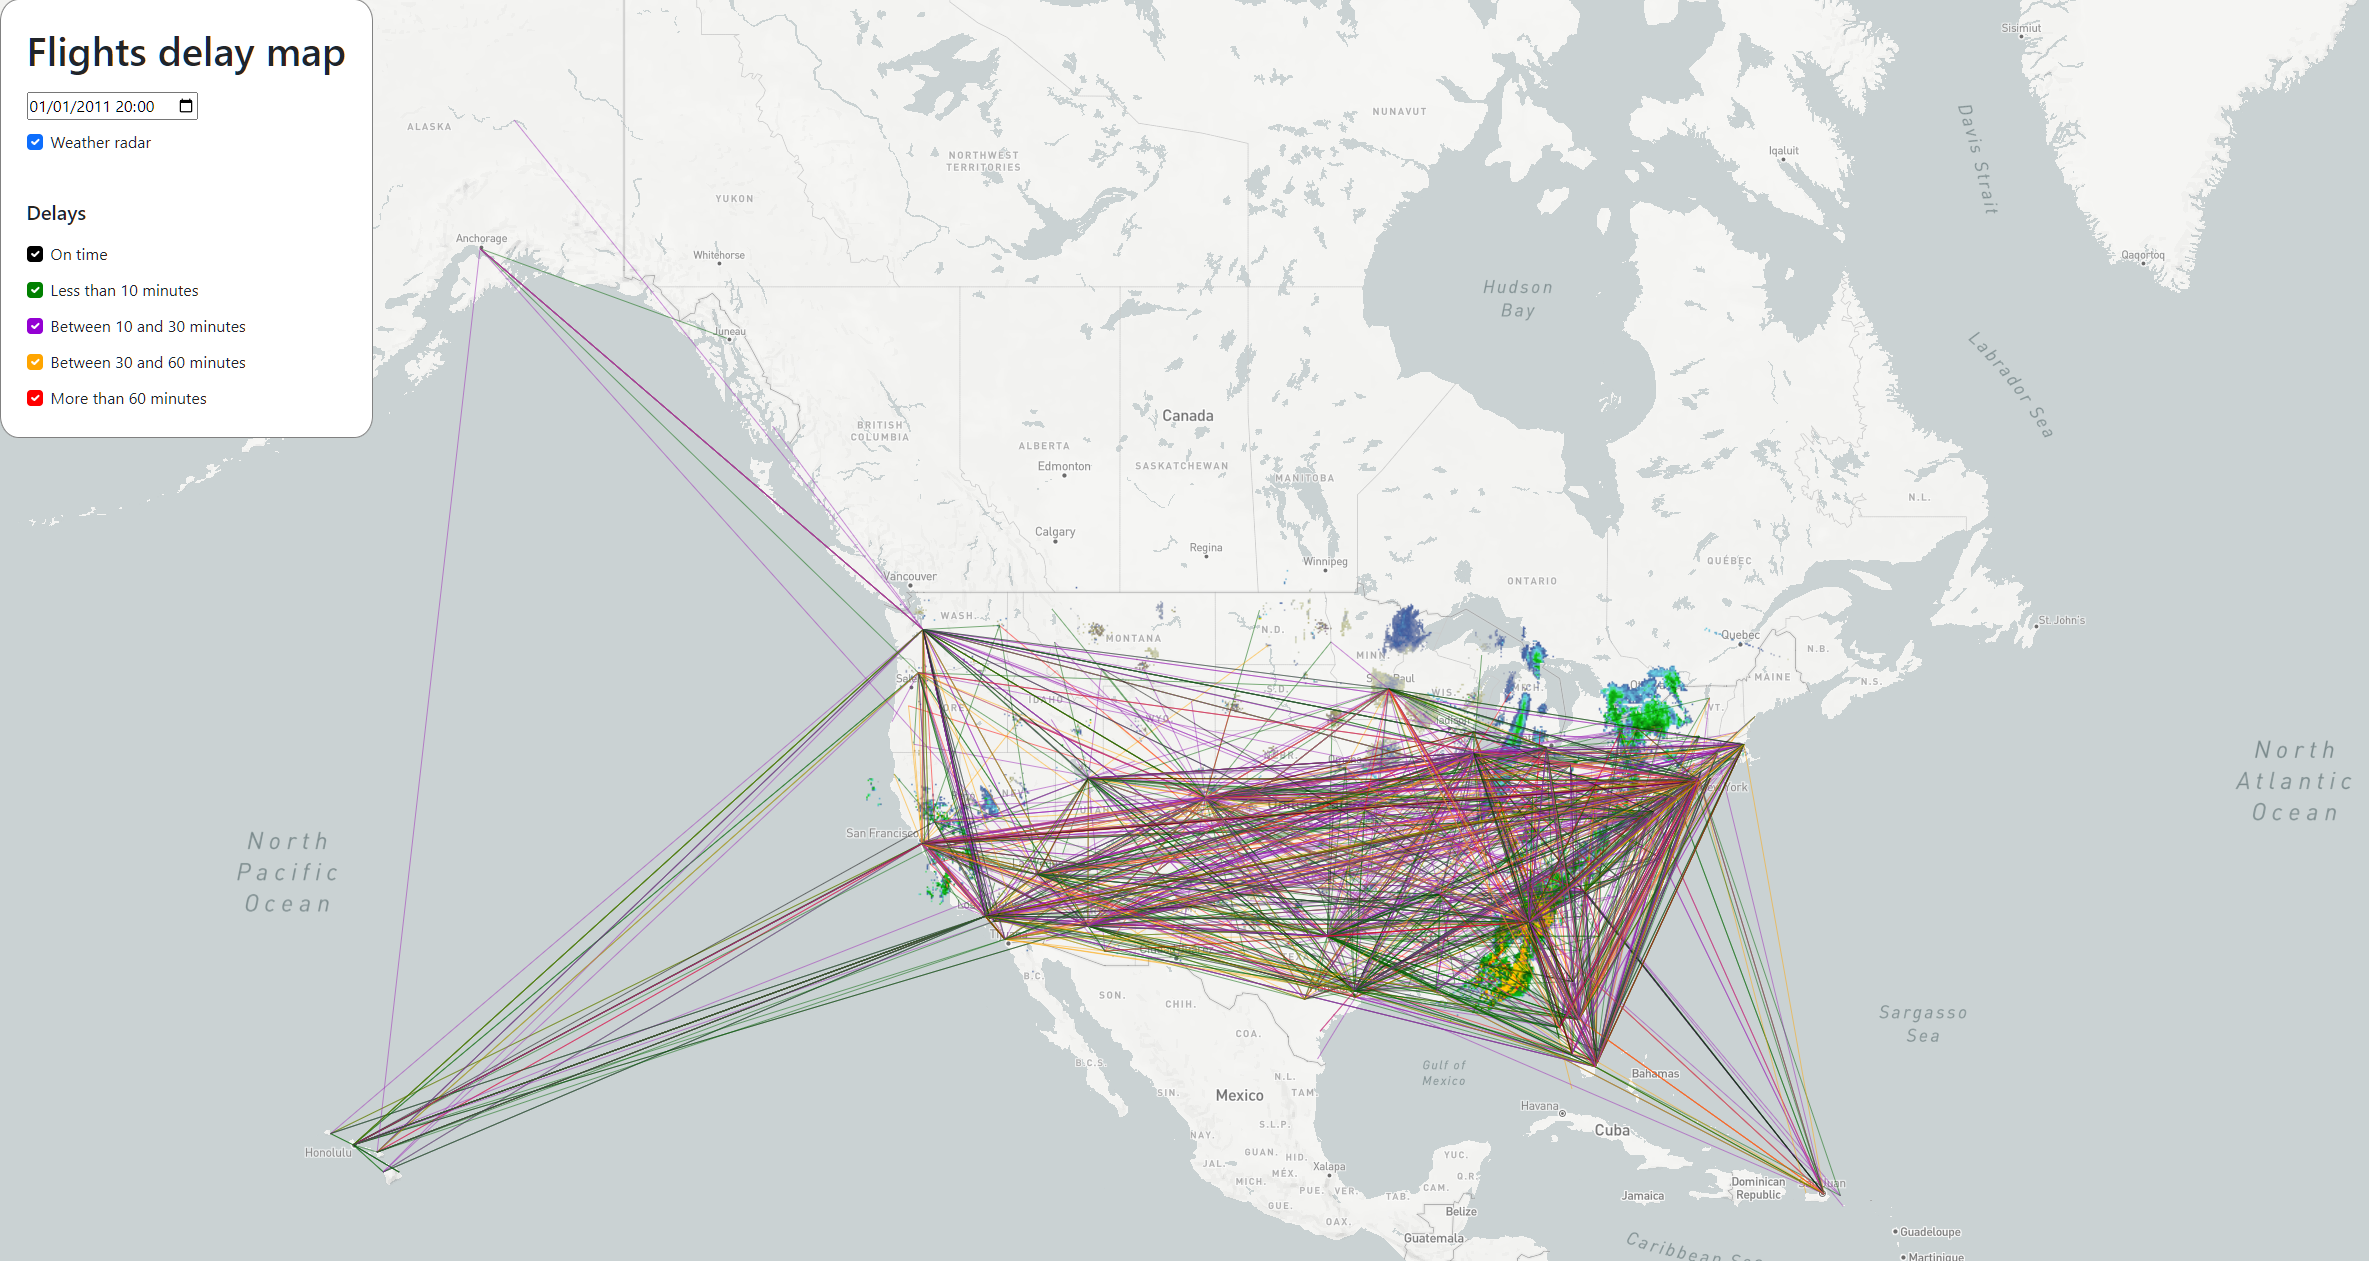 Flights delay map
01/01/2011 20:00
Weather radar
Delays
On time
Less than 10 minutes
Between 10 and 30 minutes
Between 30 and 60 minutes
More than 60 minutes
Sisimiut
Davis Strait
NUNAVUT
ALASKA
Iqaluit
NORTHWEST
TERRITORIES
YUKON
Anchorage
Whitehorse
Qaqortoq
Hudson
Bay
Juneau
Labrador Sea
Canada
BRITISH
COLUMBIA
ALBERTA
Edmonton
SASKATCHEWAN
MANITOBA
N.L.
Calgary
Regina
Winnipeg
QUÉBEC
Vancouver
ONTARIO
WASH.
St. John's
MONTANA
N.D.
Quebec
N.B.
MINN.
MAINE
N.S.
S.D.
WIS.
MICH.
IDAHO
VT.
WYO.
North
Atlantic
Ocean
San Francisco
North
Pacific
Ocean
B.C.
SON.
CHIH.
Sargasso
Sea
COA.
B.C.S.
Gulf of
Mexico
Bahamas
N.L.
SIN.
Mexico
TAM.
Havana
Cuba
S.L.P.
NAY.
Honolulu
GUAN.
HID.
YUC.
JAL.
MÉX.
Xalapa
Q.R.
MICH.
PUE.
VER.
TAB.
CAM.
Jamaica
Dominican
Republic
GUE.
OAX.
Belize
Guatemala
Guadeloupe
Martinique